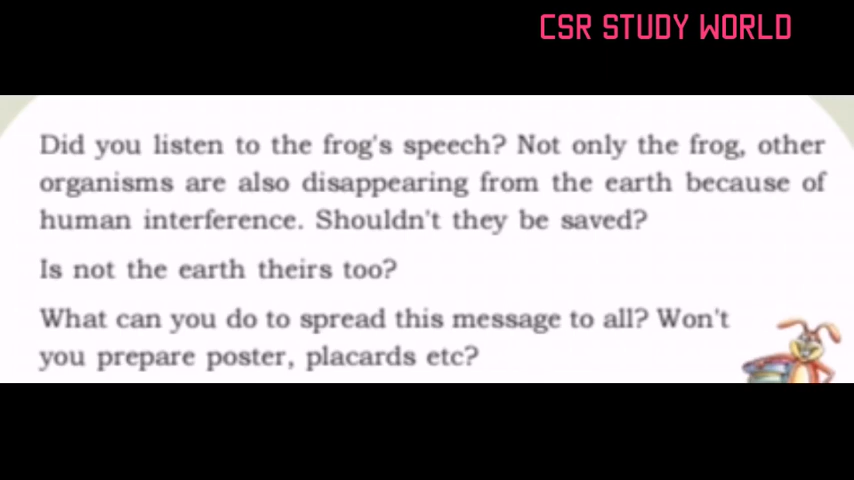 CSR STUDY WORLD
Did you listen to the frog's speech? Not only the frog, other
organisms are also disappearing from the earth because of
human interference. Shouldn't they be saved?
Is not the earth theirs too?
What can you do to spread this message to all? Won't
you prepare poster, placards etc?